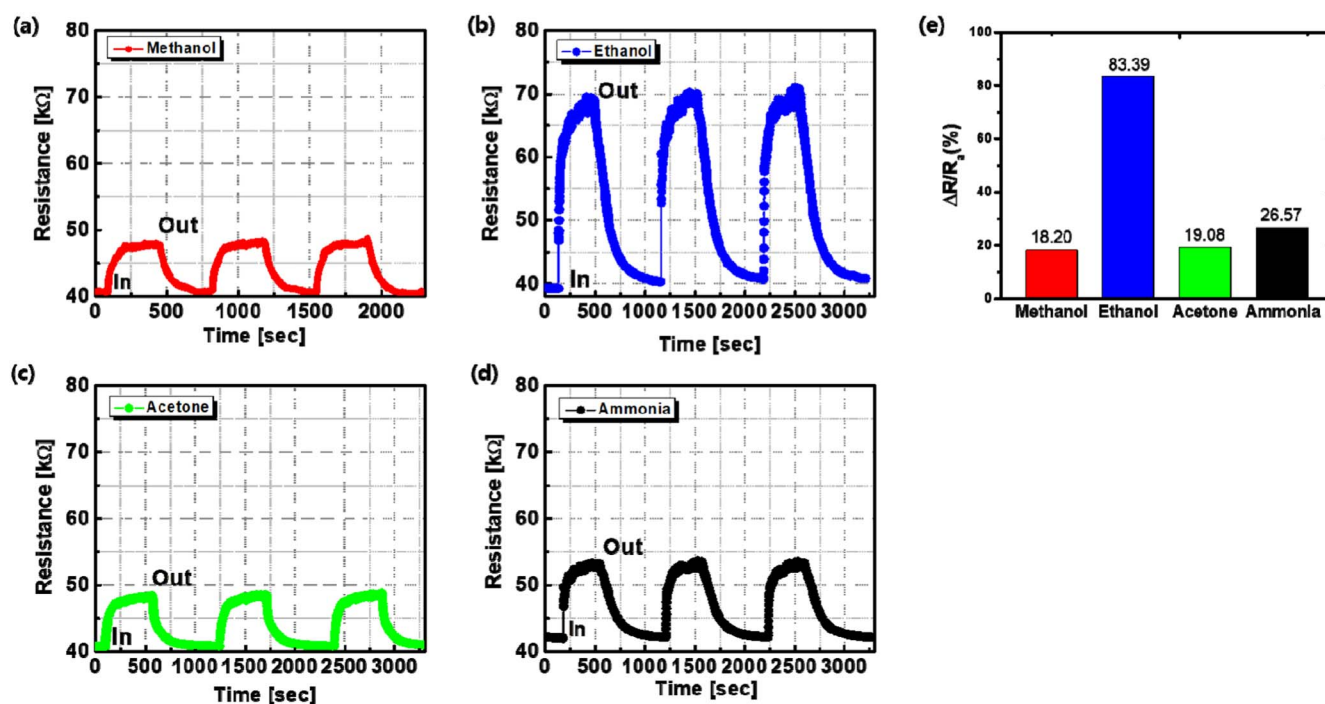 (a)
80
70
60
50
40
Resistance [kΩ]
Methanol
Out
In
0 500 1000 1500 2000
Time [sec]
(b)
80
70
60
50
40
Resistance [kΩ]
Ethanol
Out
In
0 500 1000 1500 2000 2500 3000
Time [sec]
(e)
100
80
60
40
20
0
ΔR/Rₐ(%)
83.39
26.57
18.20
19.08
Methanol Ethanol Acetone Ammonia
(c)
80
70
60
50
40
Resistance [kΩ]
Acetone
Out
In
0 500 1000 1500 2000 2500 3000
Time [sec]
(d)
80
70
60
50
40
Resistance [kΩ]
Ammonia
Out
In
0 500 1000 1500 2000 2500 3000
Time [sec]